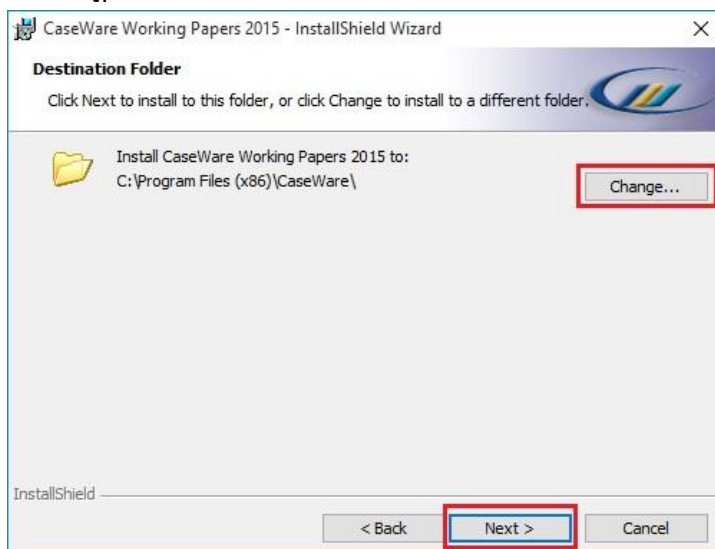 CaseWare Working Papers 2015 - InstallShield Wizard
Destination Folder
Click Next to install to this folder, or click Change to install to a different folder.
Install CaseWare Working Papers 2015 to:
C:\Program Files (x86)\CaseWare\
Change...
InstallShield
< Back
Next >
Cancel